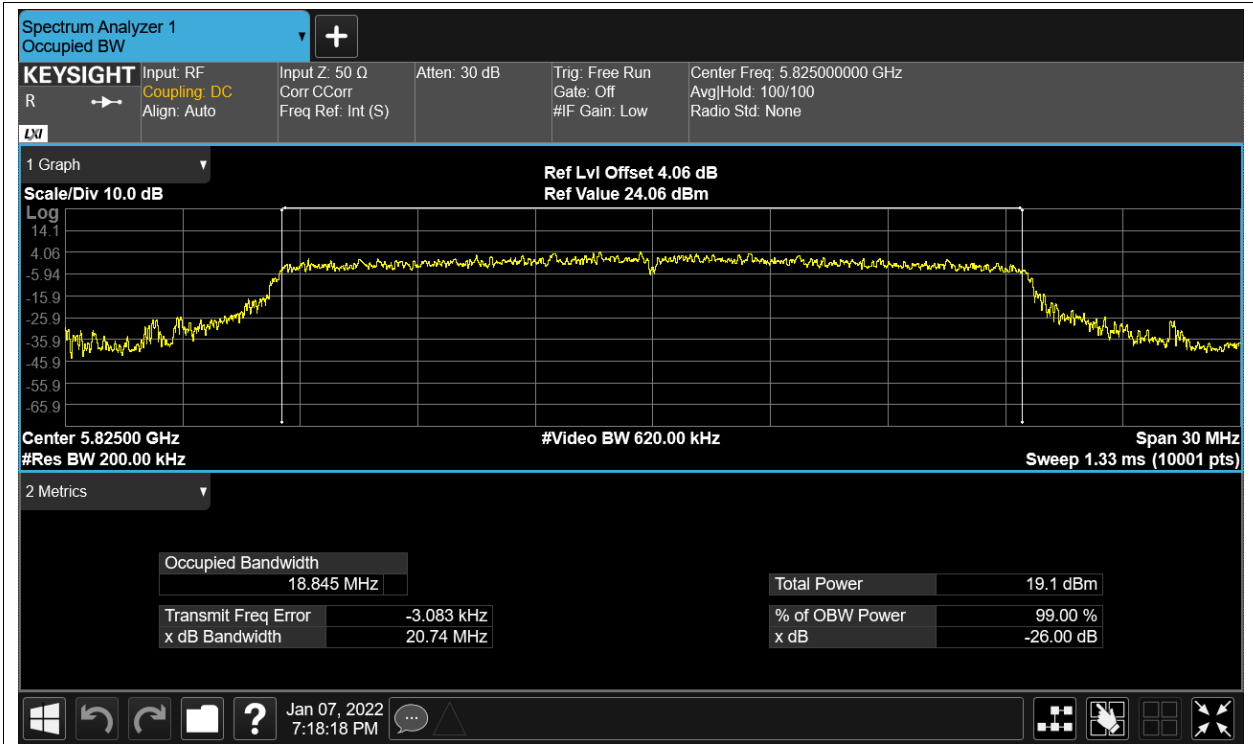 Spectrum Analyzer 1
Occupied BW
▼
+
KEYSIGHT
R
LXI
Input: RF
Coupling: DC
Align: Auto
Input Z: 50 Ω
Corr CCorr
Freq Ref: Int (S)
Atten: 30 dB
Trig: Free Run
Gate: Off
#IF Gain: Low
Center Freq: 5.825000000 GHz
Avg|Hold: 100/100
Radio Std: None
1 Graph
Scale/Div 10.0 dB
Ref Lvl Offset 4.06 dB
Ref Value 24.06 dBm
Log
14.1
4.06
-5.94
-15.9
-25.9
-35.9
-45.9
-55.9
-65.9
Center 5.82500 GHz
#Video BW 620.00 kHz
Span 30 MHz
#Res BW 200.00 kHz
Sweep 1.33 ms (10001 pts)
2 Metrics
Occupied Bandwidth
18.845 MHz
Total Power 19.1 dBm
Transmit Freq Error -3.083 kHz
% of OBW Power 99.00 %
x dB Bandwidth 20.74 MHz
x dB -26.00 dB
?
Jan 07, 2022
7:18:18 PM